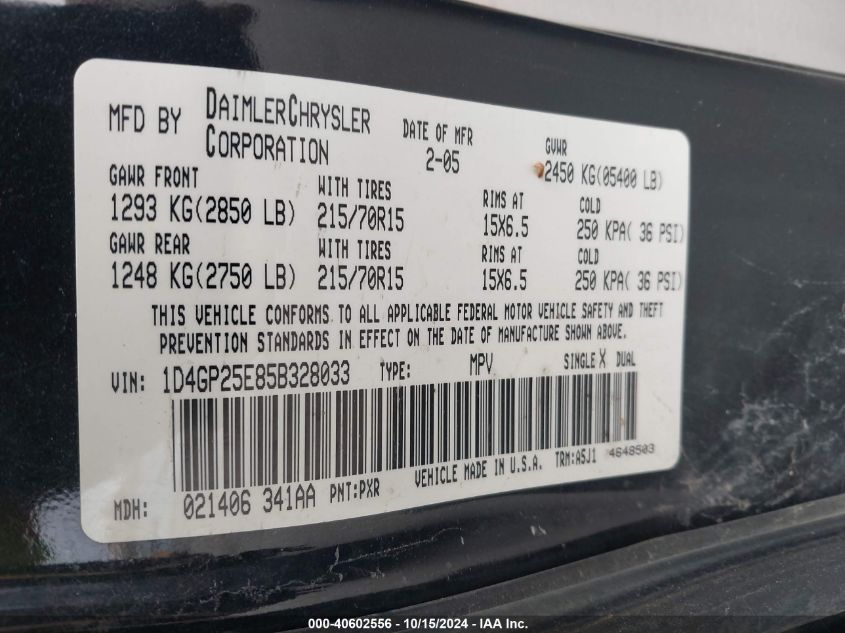 MFD BY DAIMLERCHRYSLER CORPORATION
DATE OF MFR 2-05
GVWR 2450 KG(05400 LB)
GAWR FRONT WITH TIRES RIMS AT COLD
1293 KG(2850 LB) 215/70R15 15X6.5 250 KPA( 36 PSI)
GAWR REAR WITH TIRES RIMS AT COLD
1248 KG(2750 LB) 215/70R15 15X6.5 250 KPA( 36 PSI)
THIS VEHICLE CONFORMS TO ALL APPLICABLE FEDERAL MOTOR VEHICLE SAFETY AND THEFT
PREVENTION STANDARDS IN EFFECT ON THE DATE OF MANUFACTURE SHOWN ABOVE.
VIN: 1D4GP25E85B328033 TYPE: MPV SINGLE X DUAL
MDH: 021406 341AA PNT:PXR VEHICLE MADE IN U.S.A. TRM:A5J1 4648503
000-40602556 - 10/15/2024 - IAAI.com